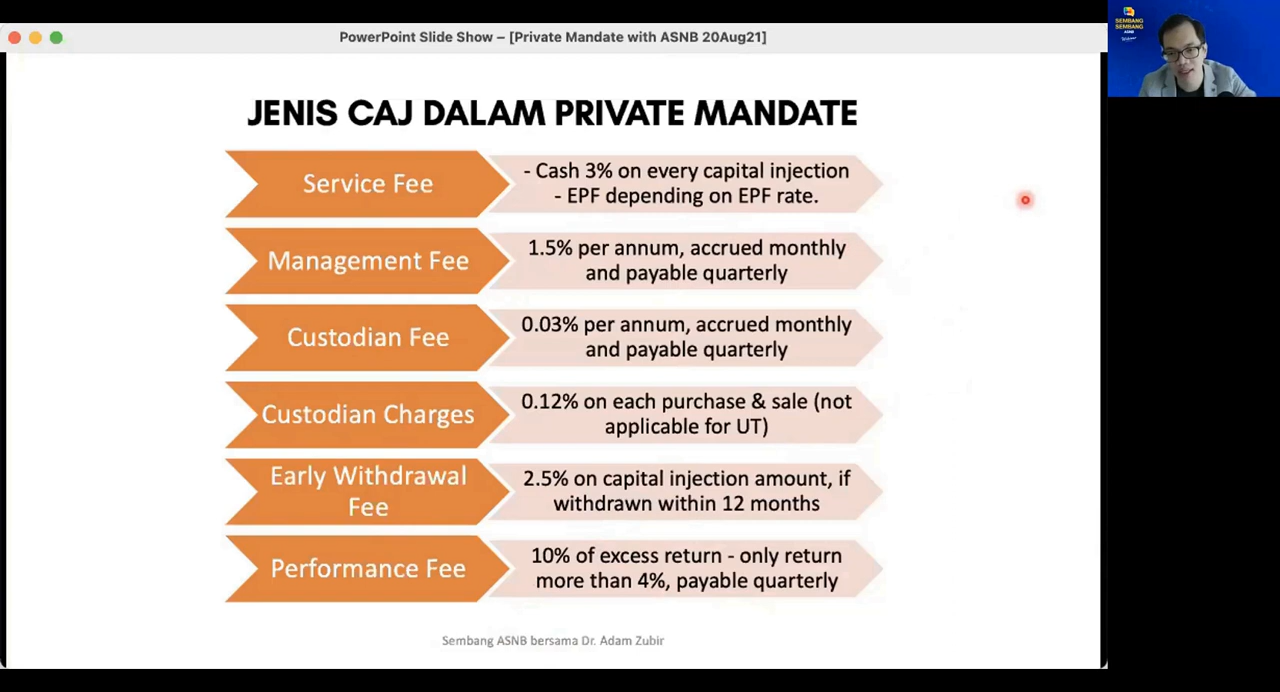 PowerPoint Slide Show – [Private Mandate with ASNB 20Aug21]
SEMBANG
SEMBANG
ASNB
JENIS CAJ DALAM PRIVATE MANDATE
Service Fee
- Cash 3% on every capital injection
- EPF depending on EPF rate.
Management Fee
1.5% per annum, accrued monthly
and payable quarterly
Custodian Fee
0.03% per annum, accrued monthly
and payable quarterly
Custodian Charges
0.12% on each purchase & sale (not
applicable for UT)
Early Withdrawal
Fee
2.5% on capital injection amount, if
withdrawn within 12 months
Performance Fee
10% of excess return - only return
more than 4%, payable quarterly
Sembang ASNB bersama Dr. Adam Zubir